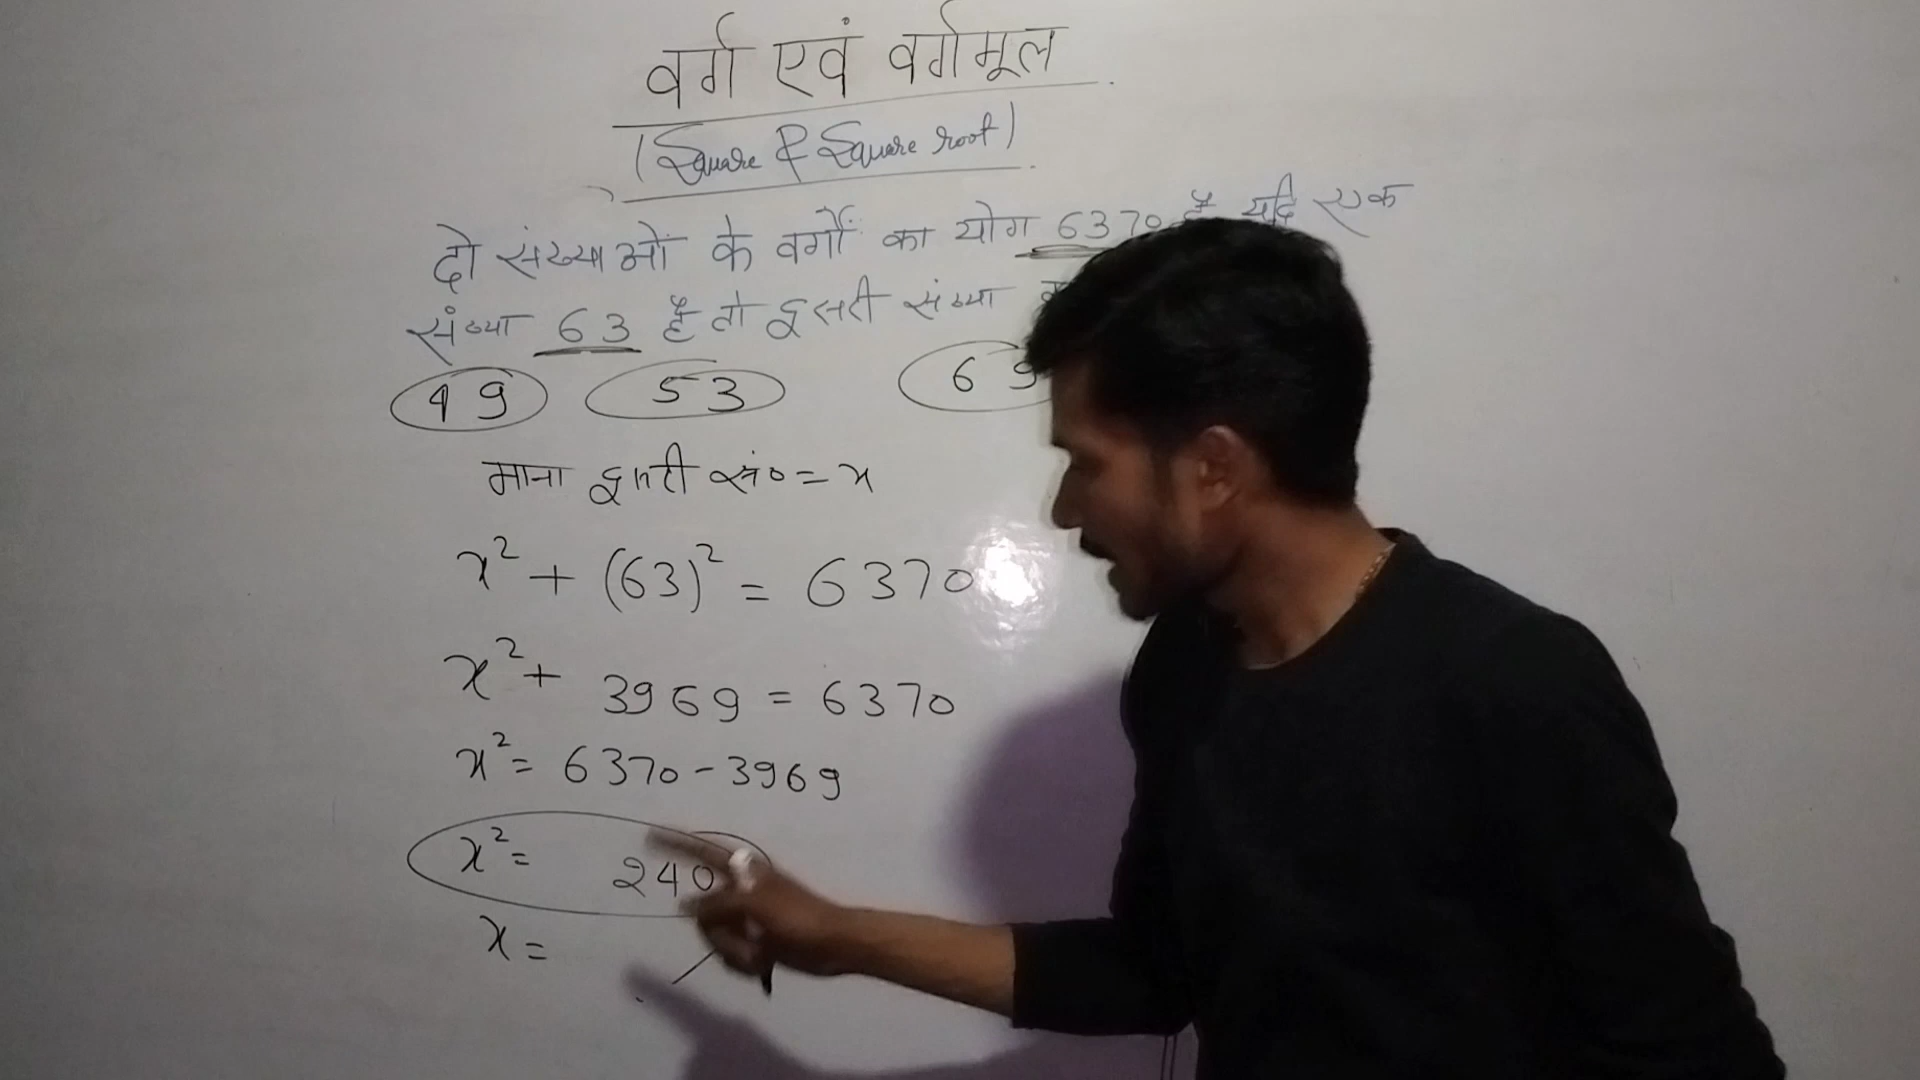 वर्ग एवं वर्गमूल
(Square & Square root)
दो संख्याओं के वर्गों का योग 6370 है यदि एक
संख्या 63 है तो दूसरी संख्या
49 53 69
माना दूसरी सं० = x
x² + (63)² = 6370
x² + 3969 = 6370
x² = 6370 - 3969
x² = 240
x =